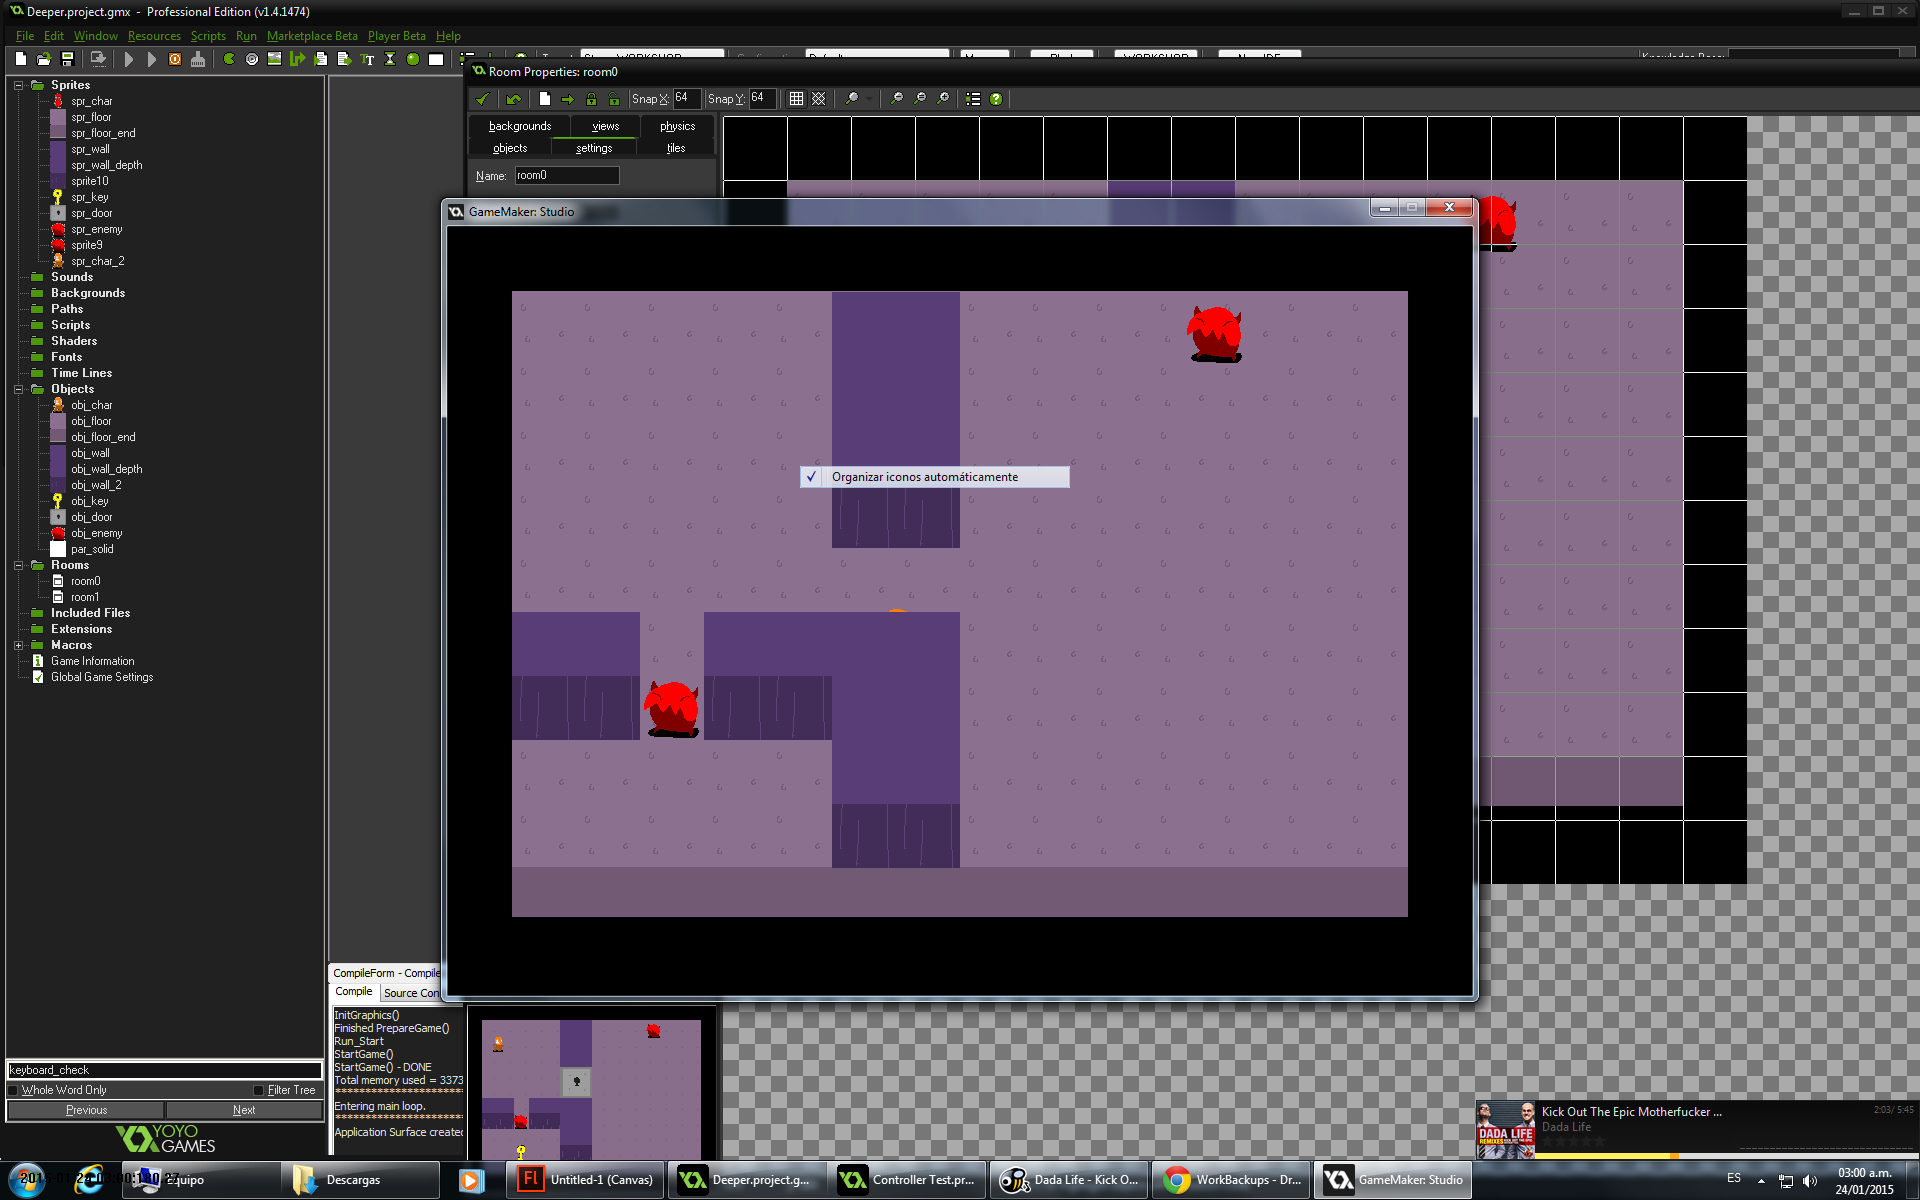 Deeper.project.gmx - Professional Edition (v1.4.1474)
File Edit Window Resources Scripts Run Marketplace Beta Player Beta Help
Room Properties: room0
Snap X: 64 Snap Y: 64
backgrounds views physics
objects settings tiles
Name: room0
Sprites
spr_char
spr_floor
spr_floor_end
spr_wall
spr_wall_depth
sprite10
spr_key
spr_door
spr_enemy
sprite9
spr_char_2
Sounds
Backgrounds
Paths
Scripts
Shaders
Fonts
Time Lines
Objects
obj_char
obj_floor
obj_floor_end
obj_wall
obj_wall_depth
obj_wall_2
obj_key
obj_door
obj_enemy
par_solid
Rooms
room0
room1
Included Files
Extensions
Macros
Game Information
Global Game Settings
GameMaker: Studio
Organizar iconos automáticamente
CompileForm - Compile
Compile Source Con
InitGraphics()
Finished PrepareGame()
Run_Start
StartGame()
StartGame() - DONE
Total memory used = 3373
************************
Entering main loop.
************************
Application Surface created
keyboard_check
Whole Word Only Filter Tree
Previous Next
YOYO GAMES
DADA LIFE
Kick Out The Epic Motherfucker ...
2:03/ 5:45
Dada Life
Equipo
Descargas
Untitled-1 (Canvas)
Deeper.project.g...
Controller Test.pr...
Dada Life - Kick O...
WorkBackups - Dr...
GameMaker: Studio
ES
03:00 a.m.
24/01/2015